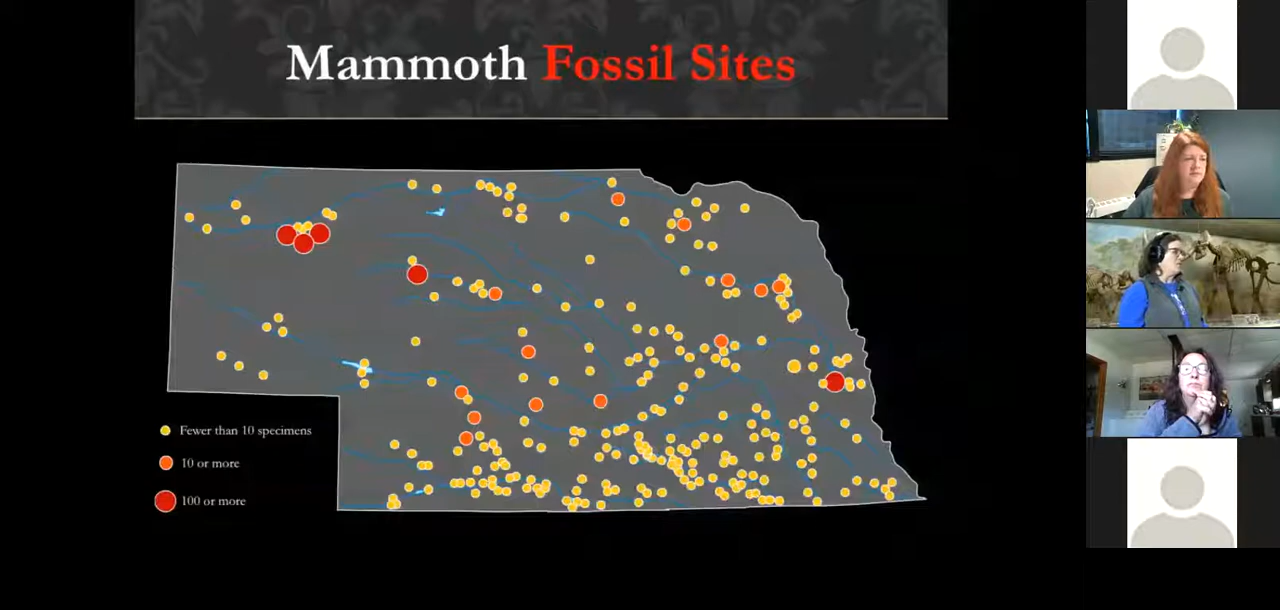 Mammoth Fossil Sites
Fewer than 10 specimens
10 or more
100 or more